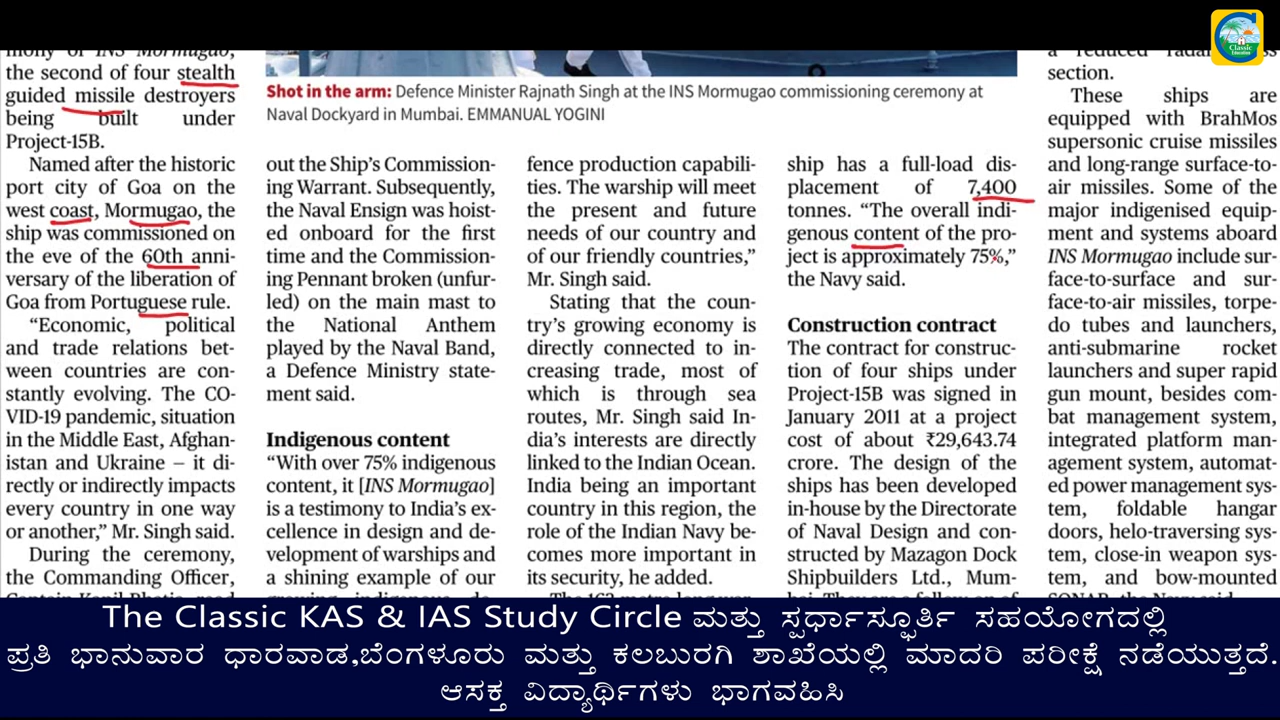 Classic
Education
mony of INS Mormugao,
the second of four stealth
guided missile destroyers
being built under
Project-15B.
Named after the historic
port city of Goa on the
west coast, Mormugao, the
ship was commissioned on
the eve of the 60th anni-
versary of the liberation of
Goa from Portuguese rule.
“Economic, political
and trade relations bet-
ween countries are con-
stantly evolving. The CO-
VID-19 pandemic, situation
in the Middle East, Afghan-
istan and Ukraine – it di-
rectly or indirectly impacts
every country in one way
or another,” Mr. Singh said.
During the ceremony,
the Commanding Officer,
Shot in the arm: Defence Minister Rajnath Singh at the INS Mormugao commissioning ceremony at
Naval Dockyard in Mumbai. EMMANUAL YOGINI
out the Ship’s Commission-
ing Warrant. Subsequently,
the Naval Ensign was hoist-
ed onboard for the first
time and the Commission-
ing Pennant broken (unfur-
led) on the main mast to
the National Anthem
played by the Naval Band,
a Defence Ministry state-
ment said.
Indigenous content
“With over 75% indigenous
content, it [INS Mormugao]
is a testimony to India’s ex-
cellence in design and de-
velopment of warships and
a shining example of our
fence production capabili-
ties. The warship will meet
the present and future
needs of our country and
of our friendly countries,”
Mr. Singh said.
Stating that the coun-
try’s growing economy is
directly connected to in-
creasing trade, most of
which is through sea
routes, Mr. Singh said In-
dia’s interests are directly
linked to the Indian Ocean.
India being an important
country in this region, the
role of the Indian Navy be-
comes more important in
its security, he added.
ship has a full-load dis-
placement of 7,400
tonnes. “The overall indi-
genous content of the pro-
ject is approximately 75%,”
the Navy said.
Construction contract
The contract for construc-
tion of four ships under
Project-15B was signed in
January 2011 at a project
cost of about ₹29,643.74
crore. The design of the
ships has been developed
in-house by the Directorate
of Naval Design and con-
structed by Mazagon Dock
Shipbuilders Ltd., Mum-
a reduced
section.
These ships are
equipped with BrahMos
supersonic cruise missiles
and long-range surface-to-
air missiles. Some of the
major indigenised equip-
ment and systems aboard
INS Mormugao include sur-
face-to-surface and sur-
face-to-air missiles, torpe-
do tubes and launchers,
anti-submarine rocket
launchers and super rapid
gun mount, besides com-
bat management system,
integrated platform man-
agement system, automat-
ed power management sys-
tem, foldable hangar
doors, helo-traversing sys-
tem, close-in weapon sys-
tem, and bow-mounted
The Classic KAS & IAS Study Circle ಮತ್ತು ಸ್ಪರ್ಧಾಸ್ಫೂರ್ತಿ ಸಹಯೋಗದಲ್ಲಿ
ಪ್ರತಿ ಭಾನುವಾರ ಧಾರವಾಡ,ಬೆಂಗಳೂರು ಮತ್ತು ಕಲಬುರಗಿ ಶಾಖೆಯಲ್ಲಿ ಮಾದರಿ ಪರೀಕ್ಷೆ ನಡೆಯುತ್ತದೆ.
ಆಸಕ್ತ ವಿದ್ಯಾರ್ಥಿಗಳು ಭಾಗವಹಿಸಿ